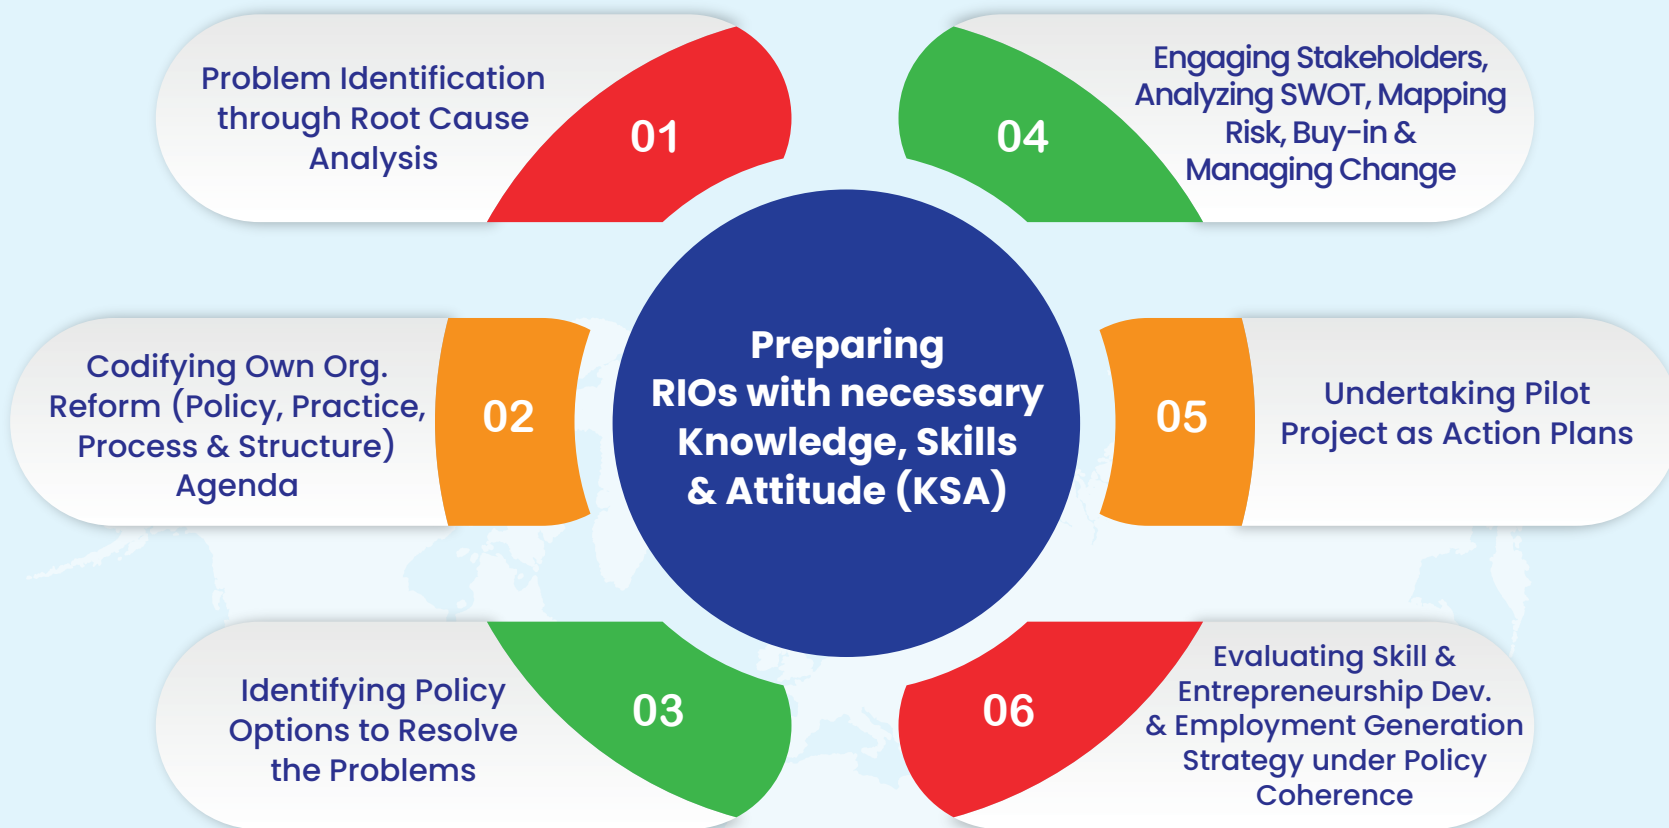 Problem Identification
through Root Cause
Analysis
01
Codifying Own Org.
Reform (Policy, Practice,
Process & Structure)
Agenda
02
Identifying Policy
Options to Resolve
the Problems
03
Preparing
RIOs with necessary
Knowledge, Skills
& Attitude (KSA)
04
Engaging Stakeholders,
Analyzing SWOT, Mapping
Risk, Buy-in &
Managing Change
05
Undertaking Pilot
Project as Action Plans
06
Evaluating Skill &
Entrepreneurship Dev.
& Employment Generation
Strategy under Policy
Coherence